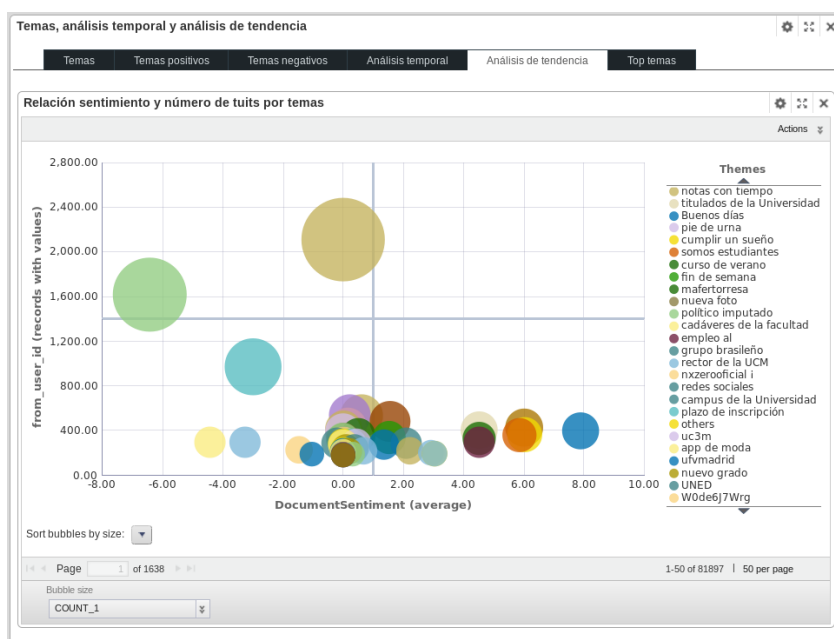 Temas, análisis temporal y análisis de tendencia
Temas Temas positivos Temas negativos Análisis temporal Análisis de tendencia Top temas
Relación sentimiento y número de tuits por temas
Actions
from_user_id (records with values)
2,800.00
2,400.00
2,000.00
1,600.00
1,200.00
800.00
400.00
0.00
-8.00 -6.00 -4.00 -2.00 0.00 2.00 4.00 6.00 8.00 10.00
DocumentSentiment (average)
Themes
notas con tiempo
titulados de la Universidad
Buenos días
pie de urna
cumplir un sueño
somos estudiantes
curso de verano
fin de semana
mafertorresa
nueva foto
político imputado
cadáveres de la facultad
empleo al
grupo brasileño
rector de la UCM
nxzerooficial i
redes sociales
campus de la Universidad
plazo de inscripción
others
uc3m
app de moda
ufvmadrid
nuevo grado
UNED
W0de6J7Wrg
Sort bubbles by size:
Page 1 of 1638
1-50 of 81897 I 50 per page
Bubble size
COUNT_1